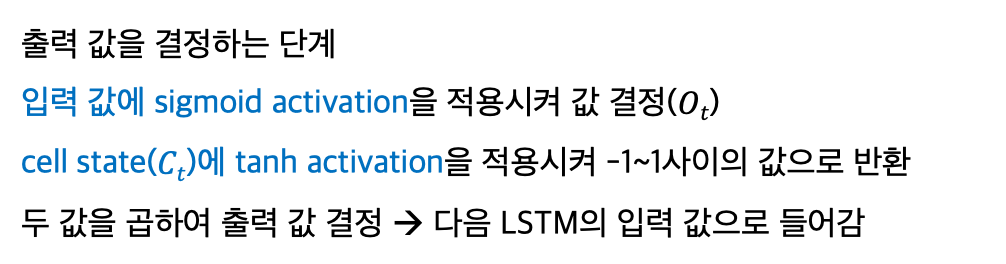 출력 값을 결정하는 단계
입력 값에 sigmoid activation을 적용시켜 값 결정(Oₜ)
cell state(Cₜ)에 tanh activation을 적용시켜 -1~1사이의 값으로 반환
두 값을 곱하여 출력 값 결정 → 다음 LSTM의 입력 값으로 들어감